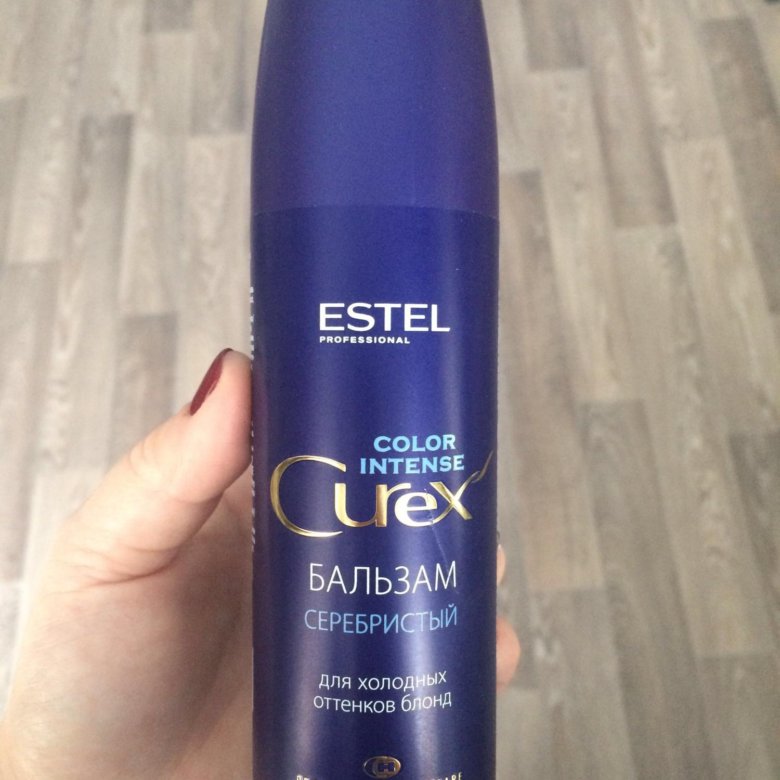 ESTEL
PROFESSIONAL
COLOR
INTENSE
Curex
БАЛЬЗАМ
СЕРЕБРИСТЫЙ
для холодных
оттенков блонд